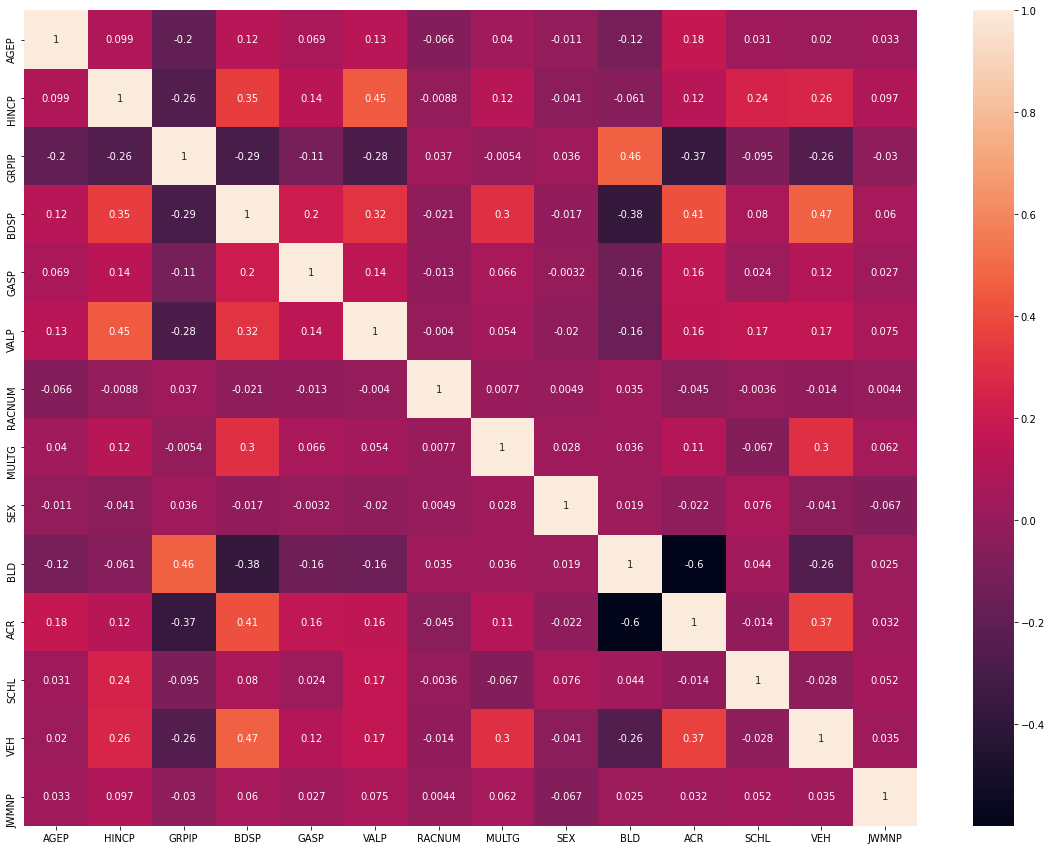 AGEP 1 0.099 -0.2 0.12 0.069 0.13 -0.066 0.04 -0.011 -0.12 0.18 0.031 0.02 0.033
HINCP 0.099 1 -0.26 0.35 0.14 0.45 -0.0088 0.12 -0.041 -0.061 0.12 0.24 0.26 0.097
GRPIP -0.2 -0.26 1 -0.29 -0.11 -0.28 0.037 -0.0054 0.036 0.46 -0.37 -0.095 -0.26 -0.03
BDSP 0.12 0.35 -0.29 1 0.2 0.32 -0.021 0.3 -0.017 -0.38 0.41 0.08 0.47 0.06
GASP 0.069 0.14 -0.11 0.2 1 0.14 -0.013 0.066 -0.0032 -0.16 0.16 0.024 0.12 0.027
VALP 0.13 0.45 -0.28 0.32 0.14 1 -0.004 0.054 -0.02 -0.16 0.16 0.17 0.17 0.075
RACNUM -0.066 -0.0088 0.037 -0.021 -0.013 -0.004 1 0.0077 0.0049 0.035 -0.045 -0.0036 -0.014 0.0044
MULTG 0.04 0.12 -0.0054 0.3 0.066 0.054 0.0077 1 0.028 0.036 0.11 -0.067 0.3 0.062
SEX -0.011 -0.041 0.036 -0.017 -0.0032 -0.02 0.0049 0.028 1 0.019 -0.022 0.076 -0.041 -0.067
BLD -0.12 -0.061 0.46 -0.38 -0.16 -0.16 0.035 0.036 0.019 1 -0.6 0.044 -0.26 0.025
ACR 0.18 0.12 -0.37 0.41 0.16 0.16 -0.045 0.11 -0.022 -0.6 1 -0.014 0.37 0.032
SCHL 0.031 0.24 -0.095 0.08 0.024 0.17 -0.0036 -0.067 0.076 0.044 -0.014 1 -0.028 0.052
VEH 0.02 0.26 -0.26 0.47 0.12 0.17 -0.014 0.3 -0.041 -0.26 0.37 -0.028 1 0.035
JWMNP 0.033 0.097 -0.03 0.06 0.027 0.075 0.0044 0.062 -0.067 0.025 0.032 0.052 0.035 1
AGEP HINCP GRPIP BDSP GASP VALP RACNUM MULTG SEX BLD ACR SCHL VEH JWMNP
1.0
0.8
0.6
0.4
0.2
0.0
−0.2
−0.4